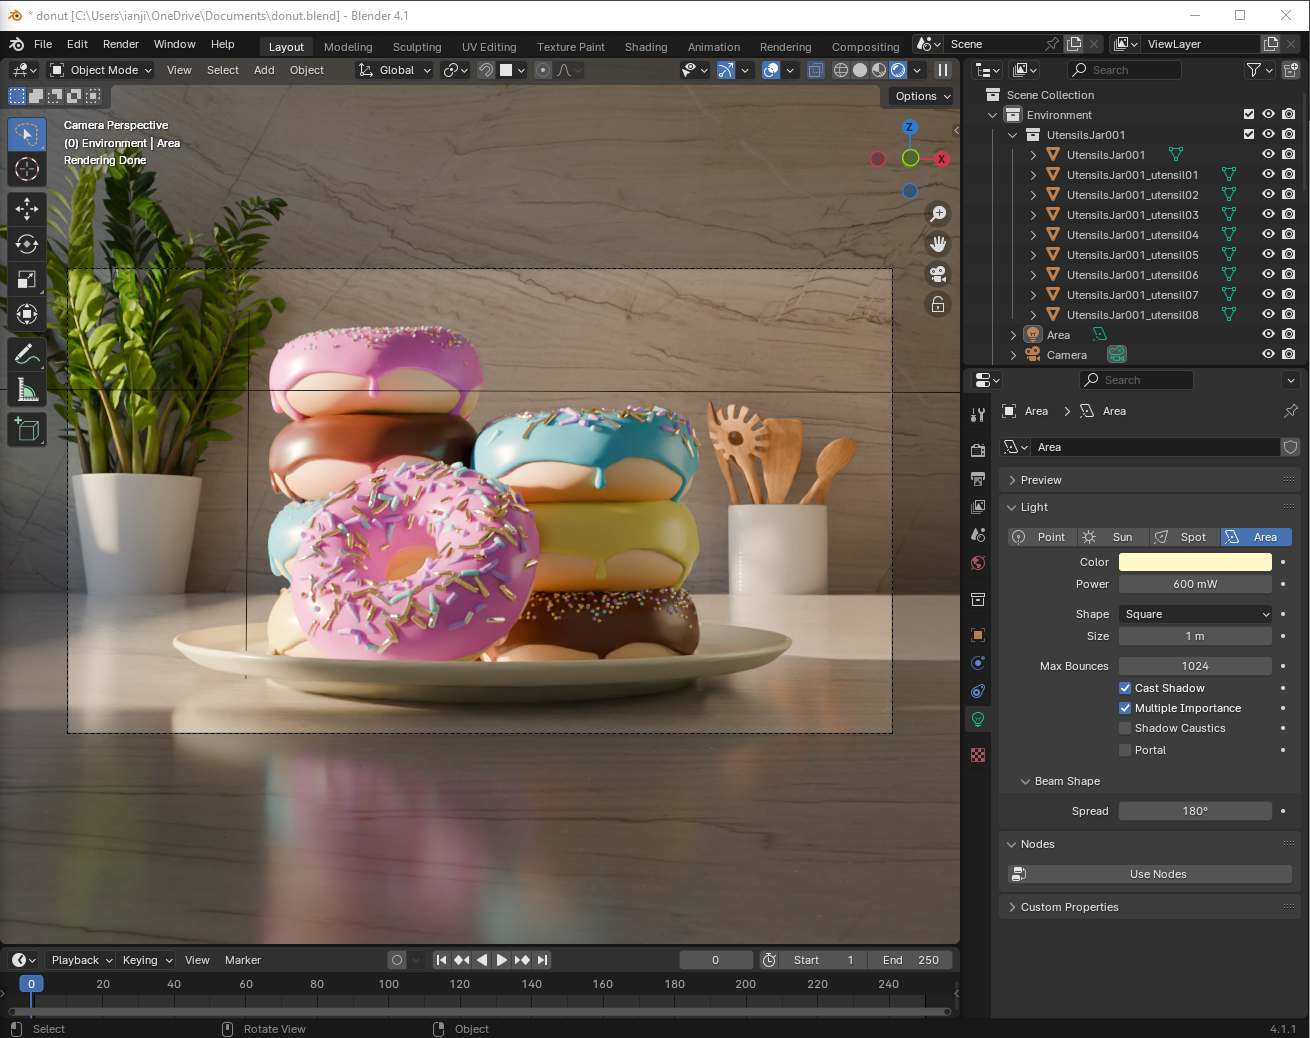 * donut [C:\Users\ianji\OneDrive\Documents\donut.blend] - Blender 4.1
File Edit Render Window Help Layout Modeling Sculpting UV Editing Texture Paint Shading Animation Rendering Compositing Scene ViewLayer
Object Mode View Select Add Object Global Search
Options
Camera Perspective
(0) Environment | Area
Rendering Done
Z
X
Scene Collection
Environment
UtensilsJar001
UtensilsJar001
UtensilsJar001_utensil01
UtensilsJar001_utensil02
UtensilsJar001_utensil03
UtensilsJar001_utensil04
UtensilsJar001_utensil05
UtensilsJar001_utensil06
UtensilsJar001_utensil07
UtensilsJar001_utensil08
Area
Camera
Search
Area > Area
Area
Preview
Light
Point Sun Spot Area
Color
Power 600 mW
Shape Square
Size 1 m
Max Bounces 1024
Cast Shadow
Multiple Importance
Shadow Caustics
Portal
Beam Shape
Spread 180°
Nodes
Use Nodes
Custom Properties
Playback Keying View Marker 0 Start 1 End 250
0 20 40 60 80 100 120 140 160 180 200 220 240
Select Rotate View Object 4.1.1